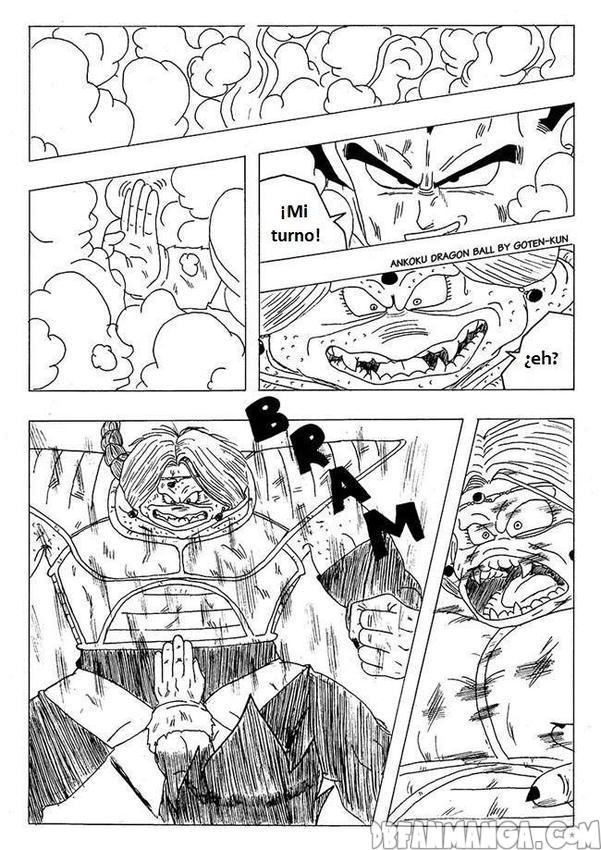 ¡Mi
turno!
ANKOKU DRAGON BALL BY GOTEN-KUN
¿eh?
BRAM
DBFANMANGA.COM